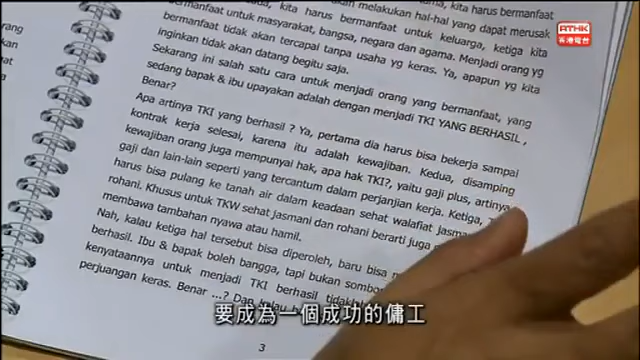 RTHK
香港電台
akan melakukan hal-hal yang dapat merusak
kita harus bermanfaat untuk keluarga, ketiga kita
bermanfaat untuk masyarakat, bangsa, negara dan agama. Menjadi orang yg
bermanfaat tidak akan tercapai tanpa usaha yg keras. Ya, apapun yg kita
inginkan tidak akan datang begitu saja.
Sekarang ini salah satu cara untuk menjadi orang yang bermanfaat, yang
sedang bapak & ibu upayakan adalah dengan menjadi TKI YANG BERHASIL ,
Benar?
Apa artinya TKI yang berhasil ? Ya, pertama dia harus bisa bekerja sampai
kontrak kerja selesai, karena itu adalah kewajiban. Kedua, disamping
kewajiban orang juga mempunyai hak, apa hak TKI?, yaitu gaji plus, artinya
gaji dan lain-lain seperti yang tercantum dalam perjanjian kerja. Ketiga,
harus bisa pulang ke tanah air dalam keadaan sehat walafiat
rohani. Khusus untuk TKW sehat jasmani dan rohani berarti juga
membawa tambahan nyawa atau hamil.
Nah, kalau ketiga hal tersebut bisa diperoleh, baru bisa
berhasil. Ibu & bapak boleh bangga, tapi bukan
kenyataannya untuk menjadi TKI berhasil
perjuangan keras. Benar ...? Dan
要成為一個成功的傭工
3